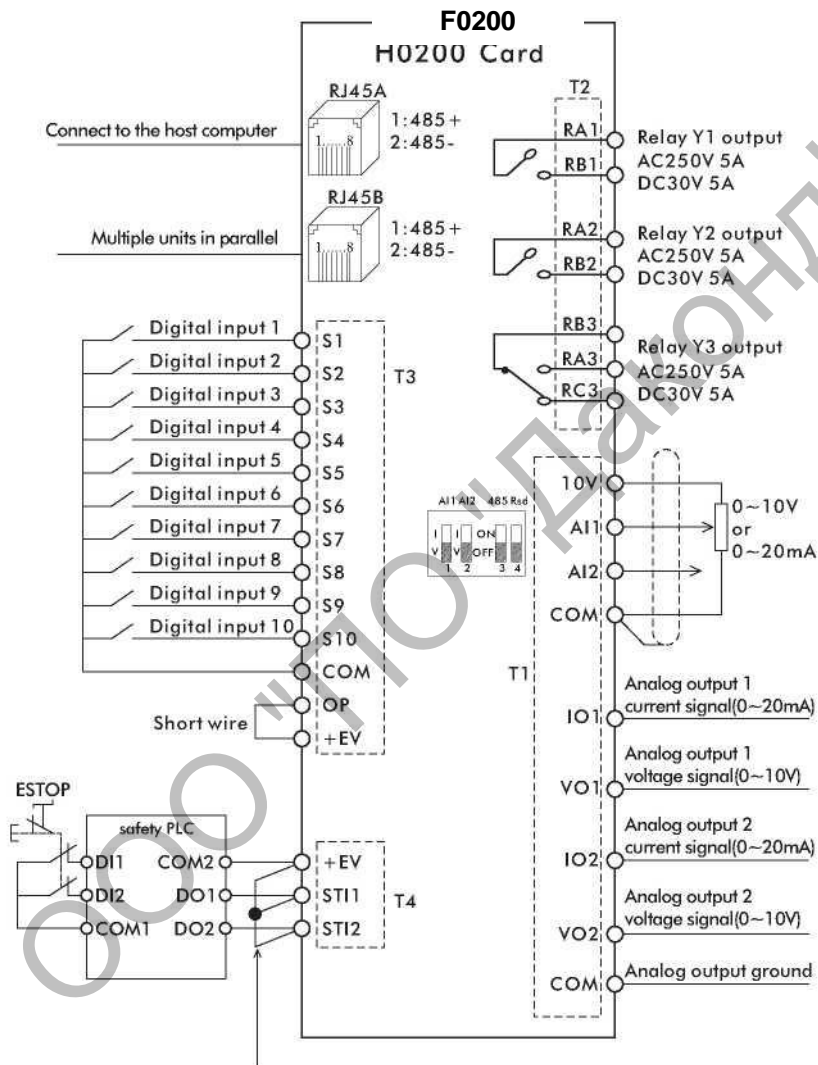 F0200
H0200 Card
RJ45A
1.....8
1:485+
2:485-
Connect to the host computer
RJ45B
1.....8
1:485+
2:485-
Multiple units in parallel
T2
RA1
RB1
Relay Y1 output
AC250V 5A
DC30V 5A
RA2
RB2
Relay Y2 output
AC250V 5A
DC30V 5A
RB3
RA3
RC3
Relay Y3 output
AC250V 5A
DC30V 5A
T3
Digital input 1 S1
Digital input 2 S2
Digital input 3 S3
Digital input 4 S4
Digital input 5 S5
Digital input 6 S6
Digital input 7 S7
Digital input 8 S8
Digital input 9 S9
Digital input 10 S10
COM
OP
Short wire
+EV
AI1 AI2 485 Rsd
I I ON
V V OFF
1 2 3 4
T1
10V
AI1
AI2
COM
0~10V
or
0~20mA
Analog output 1
current signal(0~20mA)
IO1
Analog output 1
voltage signal(0~10V)
VO1
Analog output 2
current signal(0~20mA)
IO2
Analog output 2
voltage signal(0~10V)
VO2
Analog output ground
COM
ESTOP
safety PLC
DI1 COM2
DI2 DO1
COM1 DO2
T4
+EV
STI1
STI2
ООО "ПО "Даконд